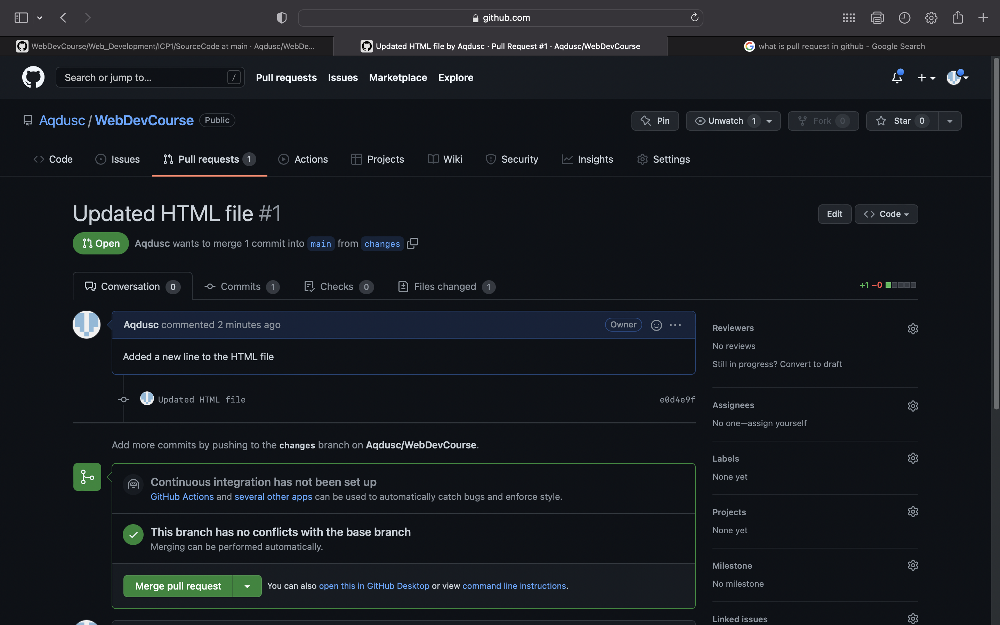 github.com
WebDevCourse/Web_Development/ICP1/SourceCode at main · Aqdusc/WebDe...
Updated HTML file by Aqdusc · Pull Request #1 · Aqdusc/WebDevCourse
what is pull request in github - Google Search
Search or jump to... /
Pull requests Issues Marketplace Explore
Aqdusc / WebDevCourse Public
Pin Unwatch 1 Fork 0 Star 0
Code Issues Pull requests 1 Actions Projects Wiki Security Insights Settings
Updated HTML file #1
Edit <> Code
Open Aqdusc wants to merge 1 commit into main from changes
Conversation 0 Commits 1 Checks 0 Files changed 1
+1 −0
Aqdusc commented 2 minutes ago Owner
Added a new line to the HTML file
Updated HTML file e0d4e9f
Add more commits by pushing to the changes branch on Aqdusc/WebDevCourse.
Continuous integration has not been set up
GitHub Actions and several other apps can be used to automatically catch bugs and enforce style.
This branch has no conflicts with the base branch
Merging can be performed automatically.
Merge pull request You can also open this in GitHub Desktop or view command line instructions.
Reviewers
No reviews
Still in progress? Convert to draft
Assignees
No one—assign yourself
Labels
None yet
Projects
None yet
Milestone
No milestone
Linked issues